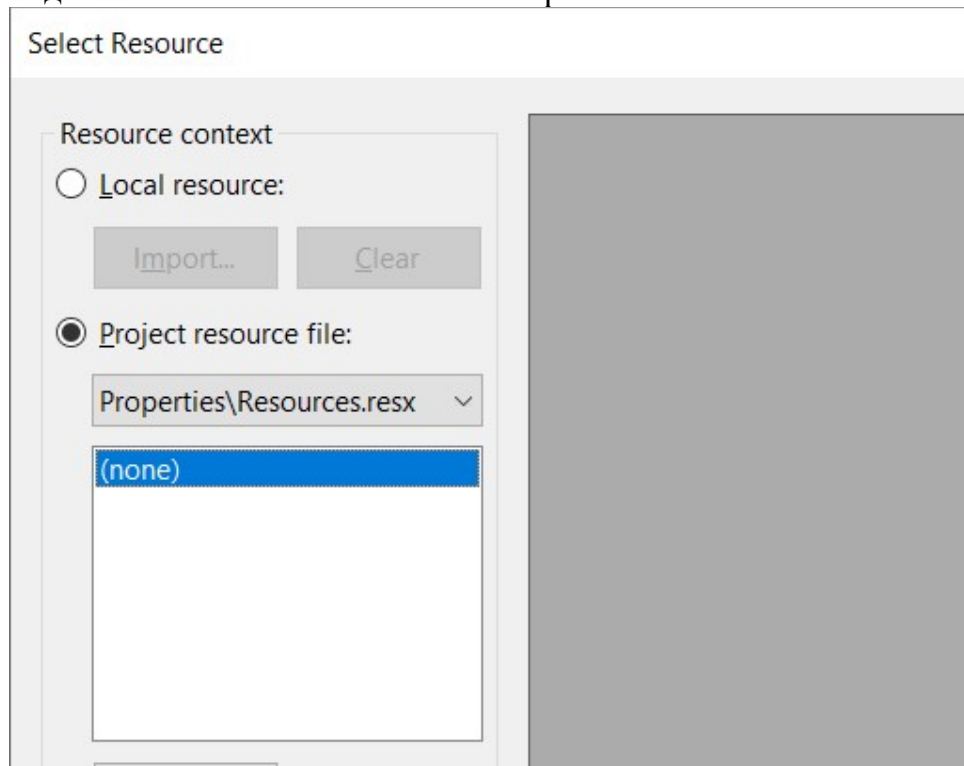 Select Resource
Resource context
Local resource:
Import... Clear
Project resource file:
Properties\Resources.resx
(none)